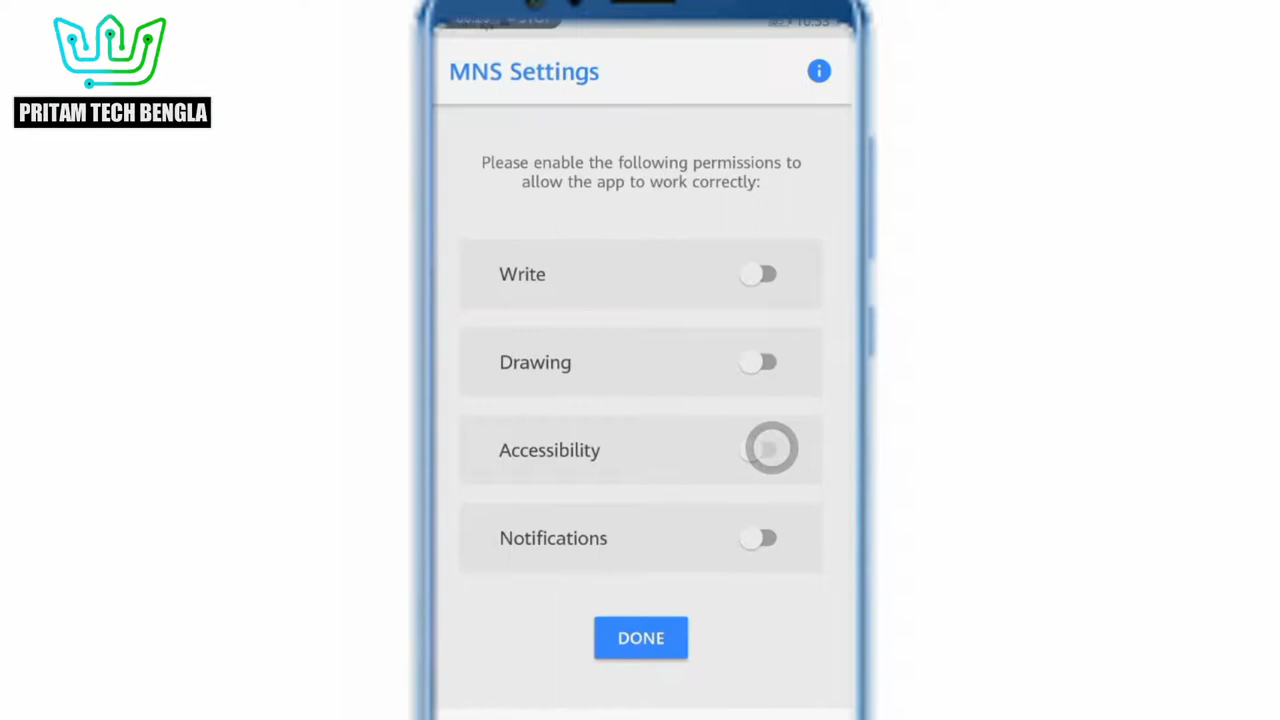 PRITAM TECH BENGLA
MNS Settings
Please enable the following permissions to
allow the app to work correctly:
Write
Drawing
Accessibility
Notifications
DONE